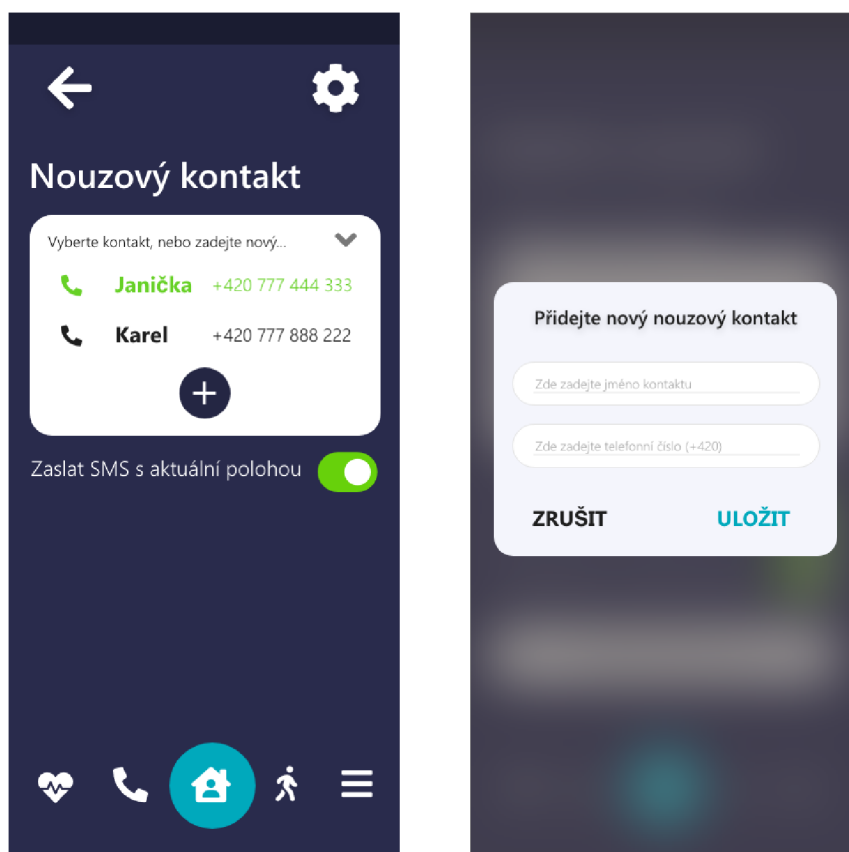 Nouzový kontakt
Vyberte kontakt, nebo zadejte nový...
Janička +420 777 444 333
Karel +420 777 888 222
Zaslat SMS s aktuální polohou
Přidejte nový nouzový kontakt
Zde zadejte jméno kontaktu
Zde zadejte telefonní číslo (+420)
ZRUŠIT ULOŽIT